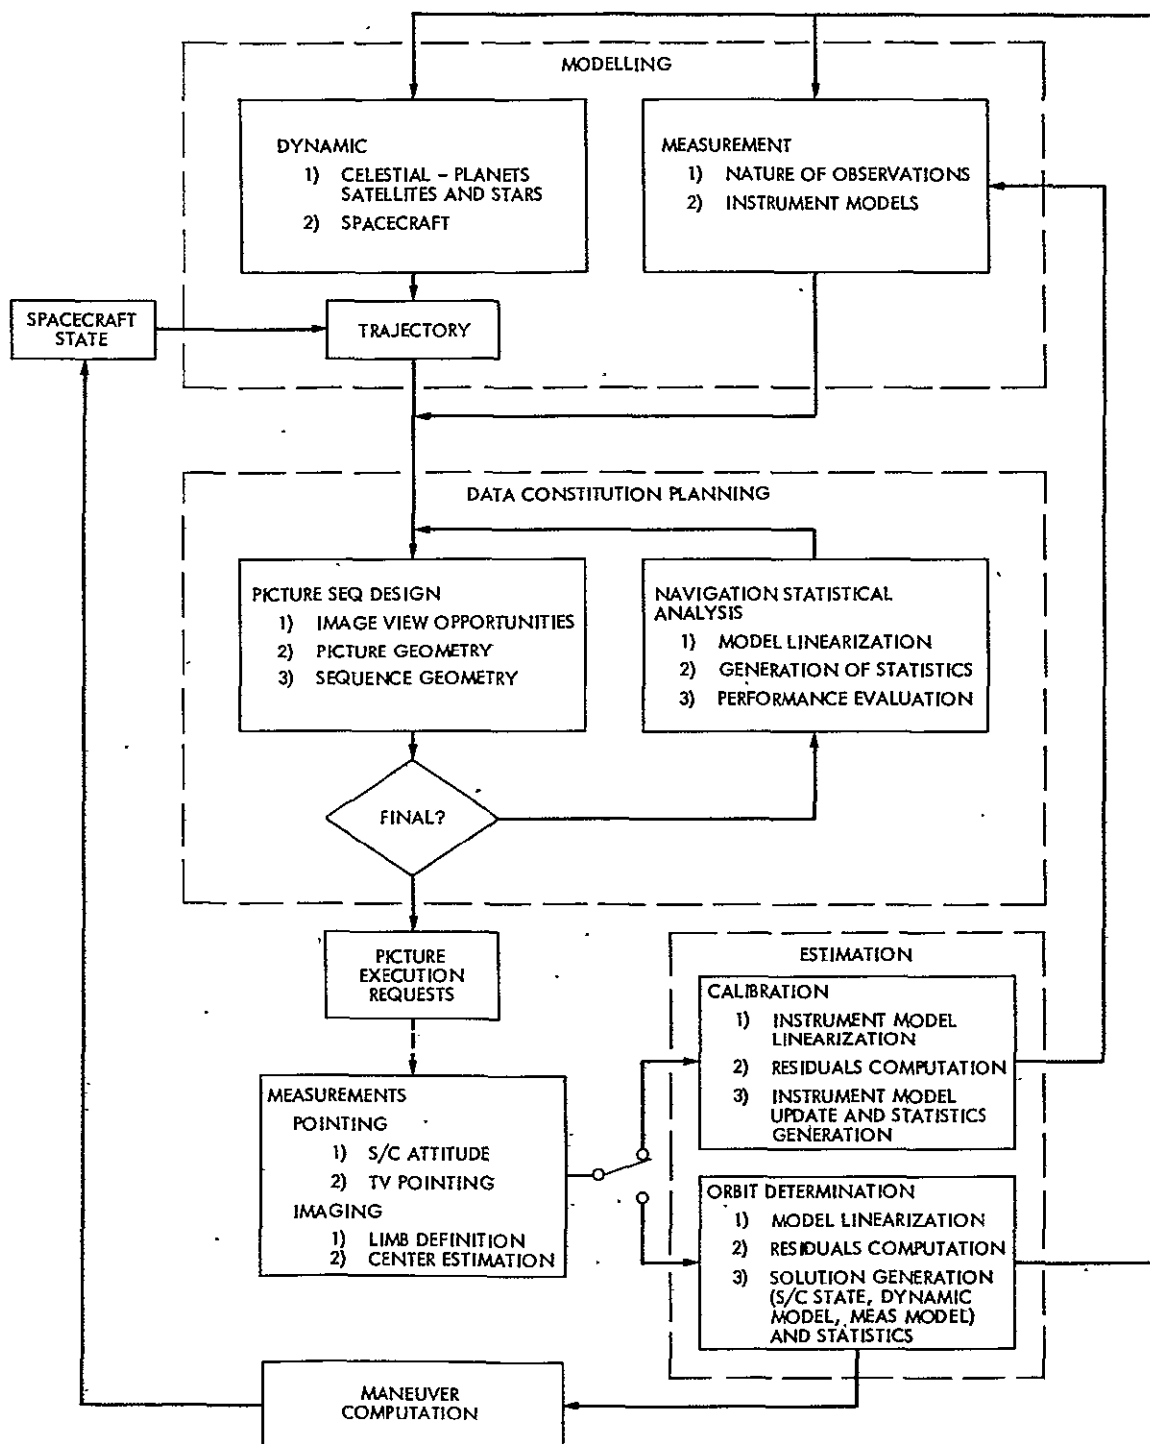 MODELLING
DYNAMIC
1) CELESTIAL – PLANETS
SATELLITES AND STARS
2) SPACECRAFT
MEASUREMENT
1) NATURE OF OBSERVATIONS
2) INSTRUMENT MODELS
SPACECRAFT
STATE
TRAJECTORY
DATA CONSTITUTION PLANNING
PICTURE SEQ DESIGN
1) IMAGE VIEW OPPORTUNITIES
2) PICTURE GEOMETRY
3) SEQUENCE GEOMETRY
NAVIGATION STATISTICAL
ANALYSIS
1) MODEL LINEARIZATION
2) GENERATION OF STATISTICS
3) PERFORMANCE EVALUATION
FINAL?
PICTURE
EXECUTION
REQUESTS
ESTIMATION
CALIBRATION
1) INSTRUMENT MODEL
LINEARIZATION
2) RESIDUALS COMPUTATION
3) INSTRUMENT MODEL
UPDATE AND STATISTICS
GENERATION
MEASUREMENTS
POINTING
1) S/C ATTITUDE
2) TV POINTING
IMAGING
1) LIMB DEFINITION
2) CENTER ESTIMATION
ORBIT DETERMINATION
1) MODEL LINEARIZATION
2) RESIDUALS COMPUTATION
3) SOLUTION GENERATION
(S/C STATE, DYNAMIC
MODEL, MEAS MODEL)
AND STATISTICS
MANEUVER
COMPUTATION